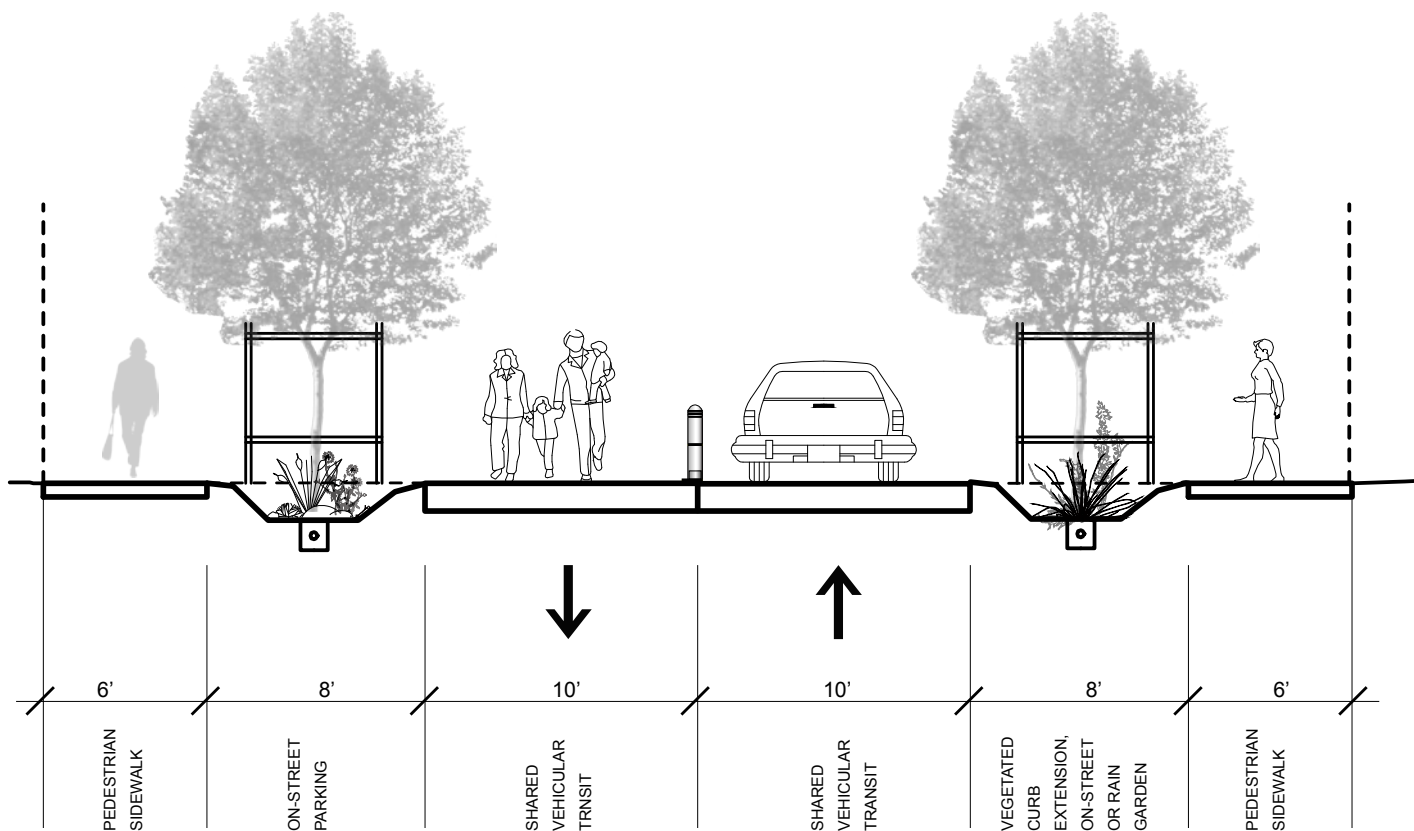 6’
8’
10’
10’
8’
6’
PEDESTRIAN
SIDEWALK
ON-STREET
PARKING
SHARED
VEHICULAR
TRNSIT
SHARED
VEHICULAR
TRANSIT
VEGETATED
CURB
EXTENSION,
ON-STREET
OR RAIN
GARDEN
PEDESTRIAN
SIDEWALK